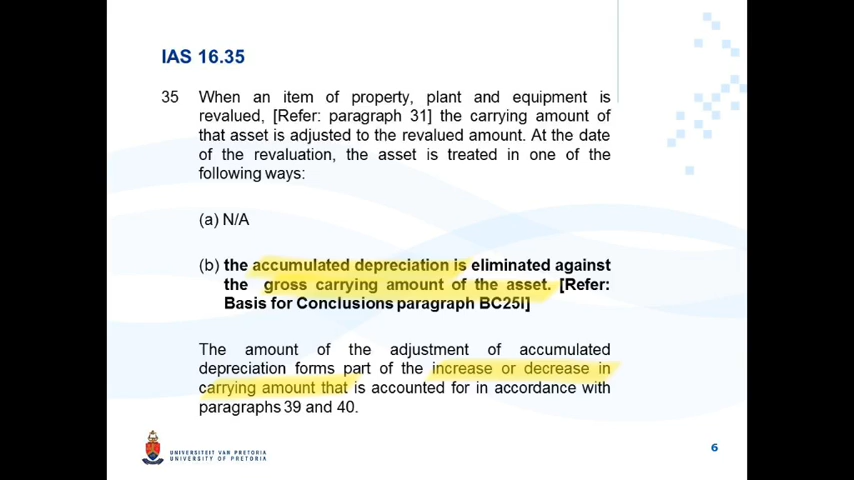 IAS 16.35
35 When an item of property, plant and equipment is
revalued, [Refer: paragraph 31] the carrying amount of
that asset is adjusted to the revalued amount. At the date
of the revaluation, the asset is treated in one of the
following ways:
(a) N/A
(b) the accumulated depreciation is eliminated against
the gross carrying amount of the asset. [Refer:
Basis for Conclusions paragraph BC25I]
The amount of the adjustment of accumulated
depreciation forms part of the increase or decrease in
carrying amount that is accounted for in accordance with
paragraphs 39 and 40.
UNIVERSITEIT VAN PRETORIA
UNIVERSITY OF PRETORIA
6